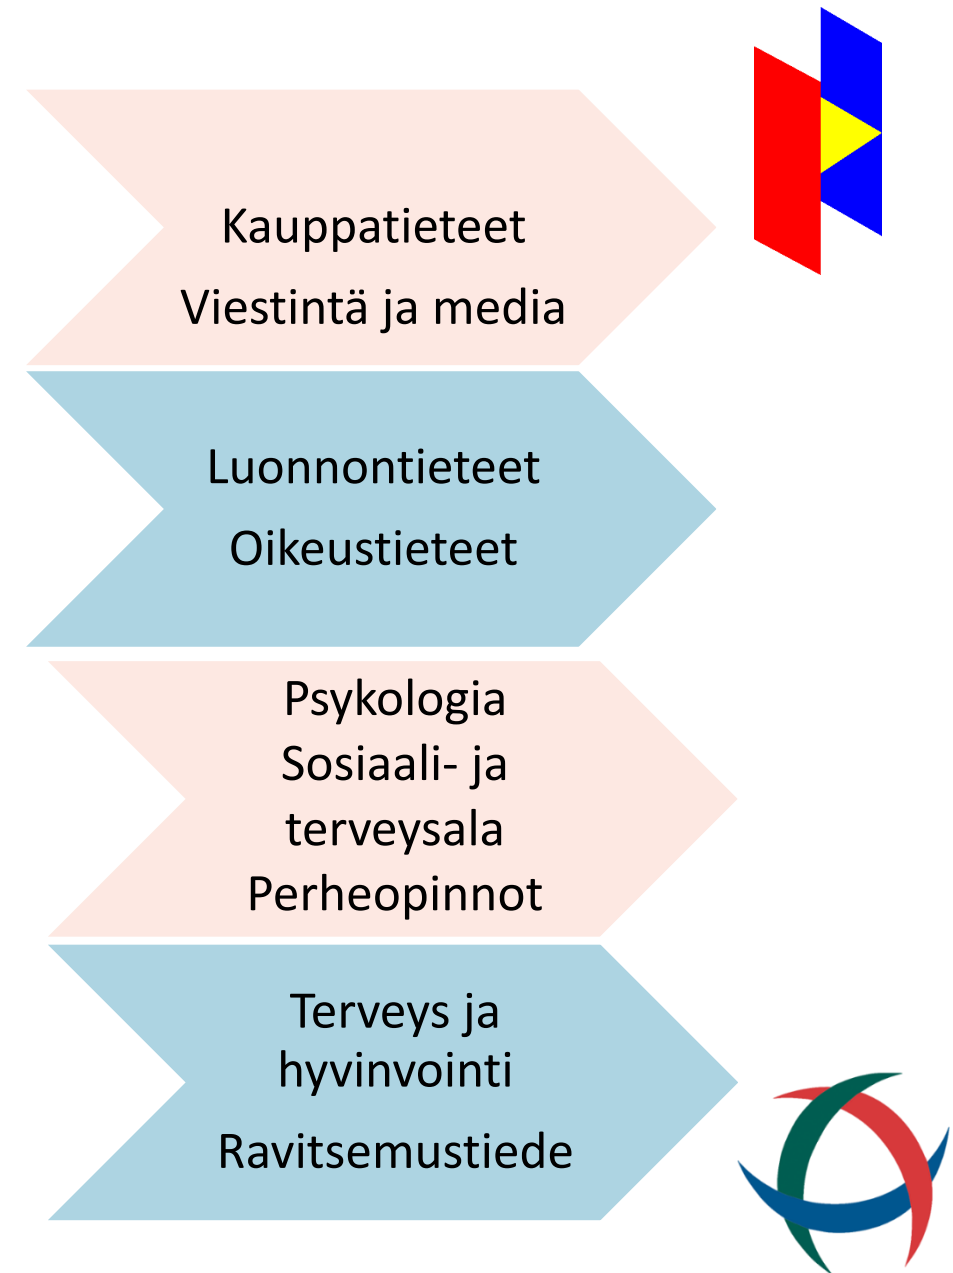 Kauppatieteet
Viestintä ja media
Luonnontieteet
Oikeustieteet
Psykologia
Sosiaali- ja
terveysala
Perheopinnot
Terveys ja
hyvinvointi
Ravitsemustiede